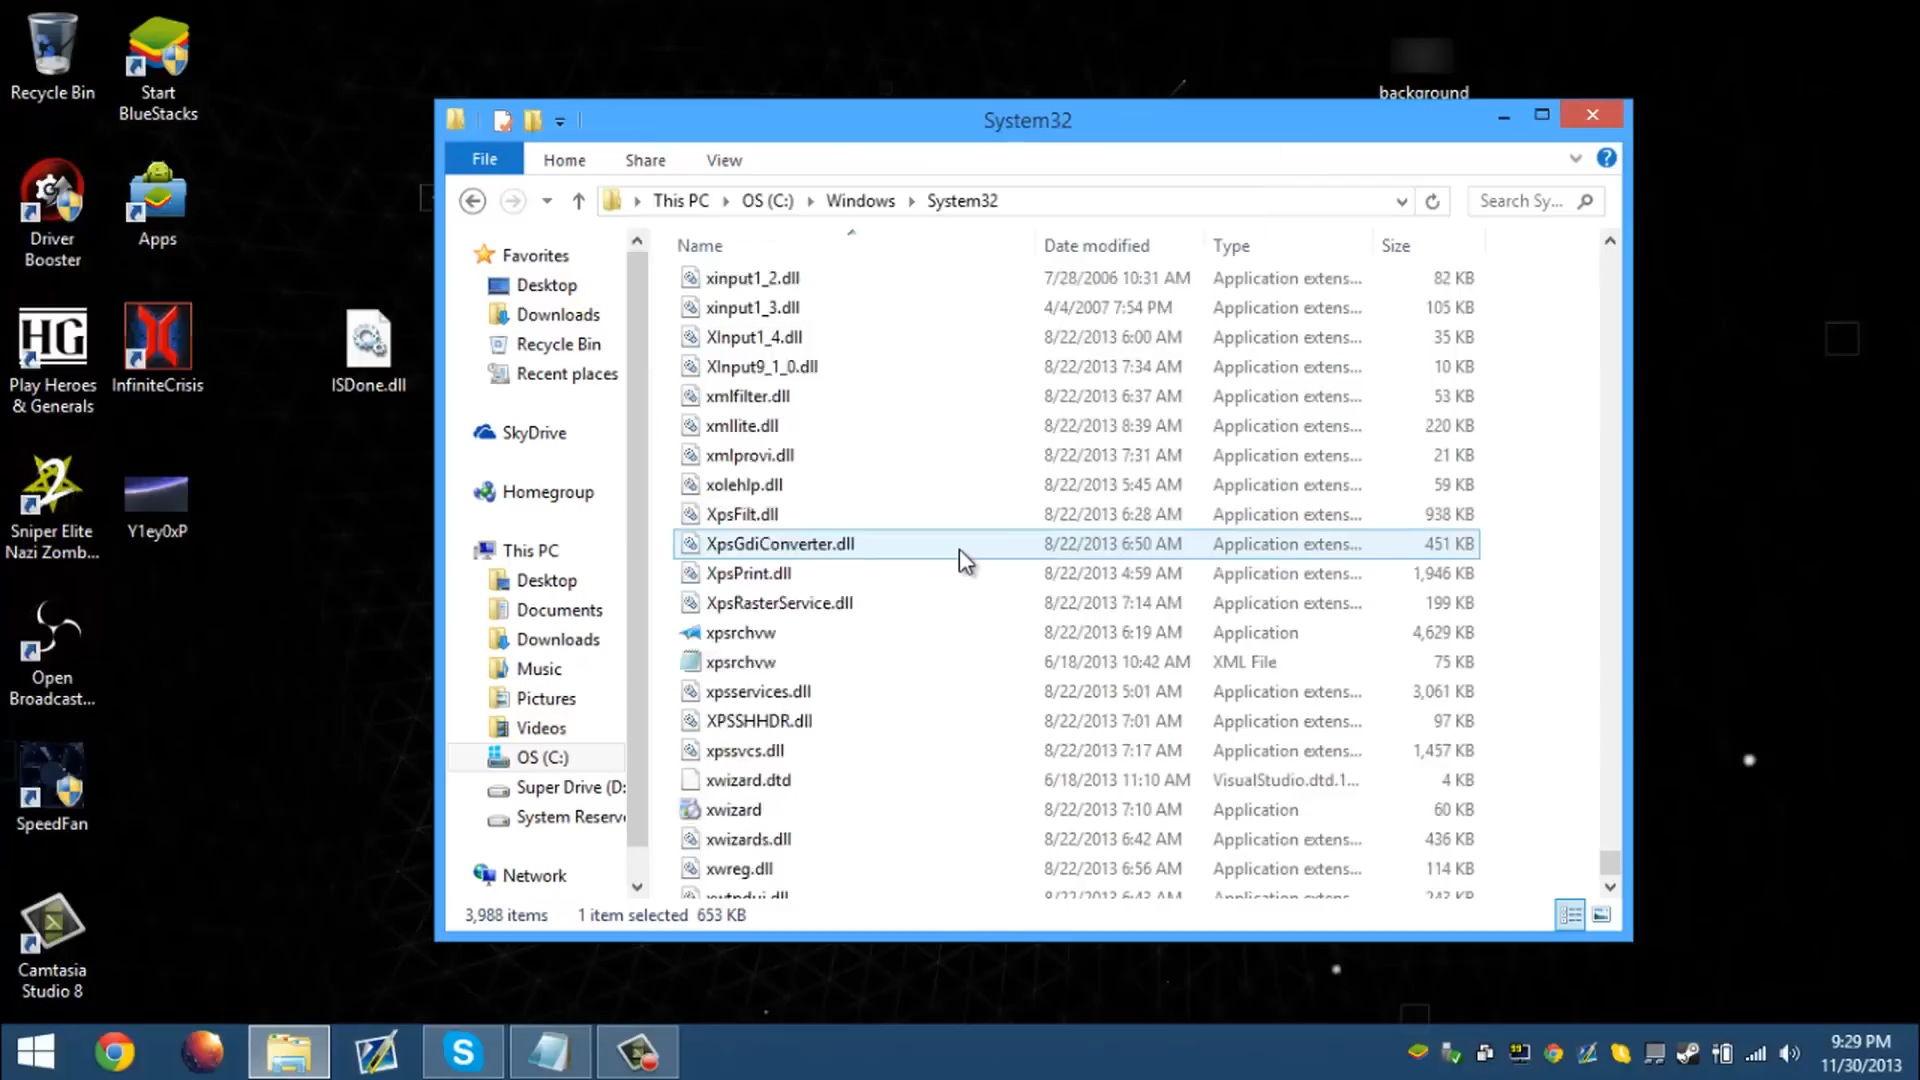 Recycle Bin
Start
BlueStacks
Driver
Booster
Apps
Play Heroes
& Generals
InfiniteCrisis
ISDone.dll
Sniper Elite
Nazi Zomb...
Y1ey0xP
Open
Broadcast...
SpeedFan
Camtasia
Studio 8
background
System32
File Home Share View
This PC OS (C:) Windows System32
Search Sy...
Favorites
Desktop
Downloads
Recycle Bin
Recent places
SkyDrive
Homegroup
This PC
Desktop
Documents
Downloads
Music
Pictures
Videos
OS (C:)
Super Drive (D:
System Reserv
Network
Name Date modified Type Size
xinput1_2.dll 7/28/2006 10:31 AM Application extens... 82 KB
xinput1_3.dll 4/4/2007 7:54 PM Application extens... 105 KB
XInput1_4.dll 8/22/2013 6:00 AM Application extens... 35 KB
XInput9_1_0.dll 8/22/2013 7:34 AM Application extens... 10 KB
xmlfilter.dll 8/22/2013 6:37 AM Application extens... 53 KB
xmllite.dll 8/22/2013 8:39 AM Application extens... 220 KB
xmlprovi.dll 8/22/2013 7:31 AM Application extens... 21 KB
xolehlp.dll 8/22/2013 5:45 AM Application extens... 59 KB
XpsFilt.dll 8/22/2013 6:28 AM Application extens... 938 KB
XpsGdiConverter.dll 8/22/2013 6:50 AM Application extens... 451 KB
XpsPrint.dll 8/22/2013 4:59 AM Application extens... 1,946 KB
XpsRasterService.dll 8/22/2013 7:14 AM Application extens... 199 KB
xpsrchvw 8/22/2013 6:19 AM Application 4,629 KB
xpsrchvw 6/18/2013 10:42 AM XML File 75 KB
xpsservices.dll 8/22/2013 5:01 AM Application extens... 3,061 KB
XPSSHHDR.dll 8/22/2013 7:01 AM Application extens... 97 KB
xpssvcs.dll 8/22/2013 7:17 AM Application extens... 1,457 KB
xwizard.dtd 6/18/2013 11:10 AM VisualStudio.dtd.1... 4 KB
xwizard 8/22/2013 7:10 AM Application 60 KB
xwizards.dll 8/22/2013 6:42 AM Application extens... 436 KB
xwreg.dll 8/22/2013 6:56 AM Application extens... 114 KB
3,988 items 1 item selected 653 KB
9:29 PM
11/30/2013